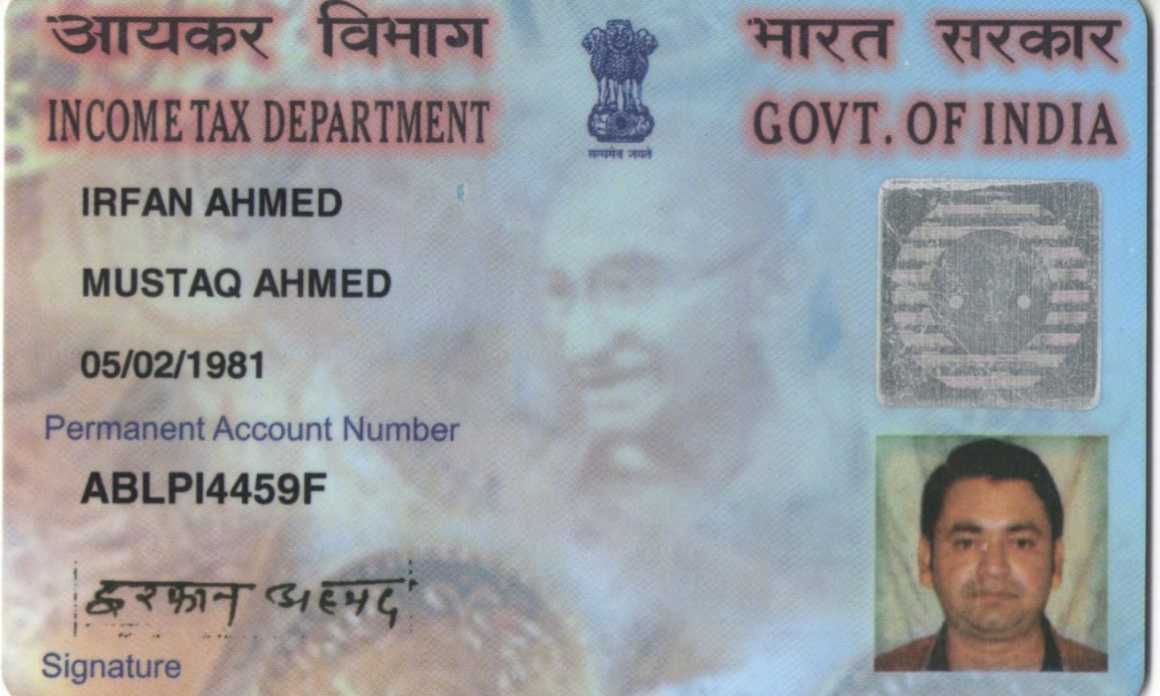 आयकर विभाग
INCOME TAX DEPARTMENT
सत्यमेव जयते
भारत सरकार
GOVT. OF INDIA
IRFAN AHMED
MUSTAQ AHMED
05/02/1981
Permanent Account Number
ABLPI4459F
इरफान अहमद
Signature